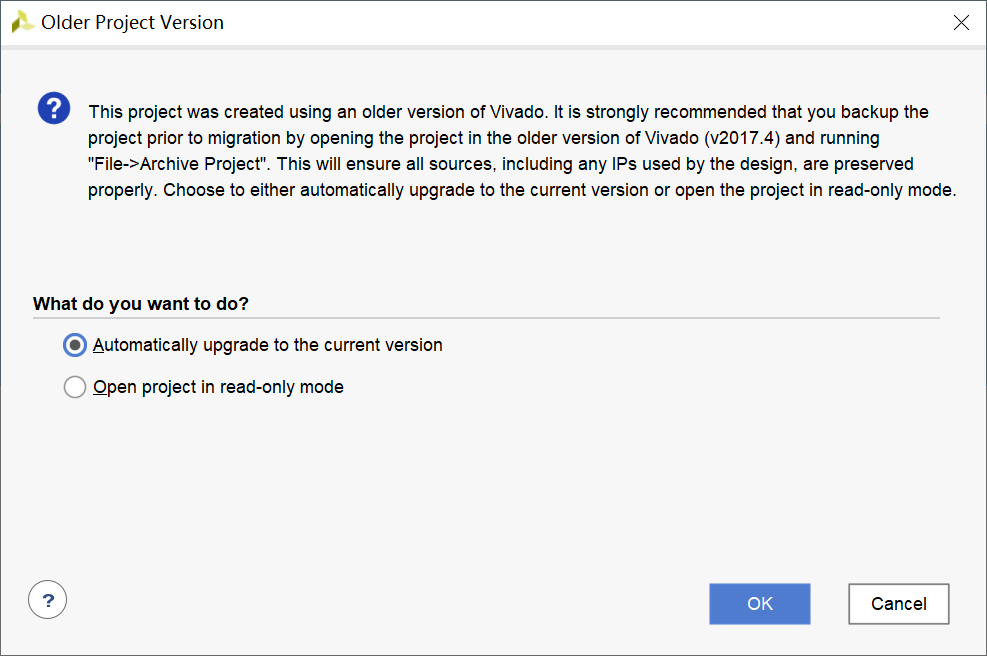 Older Project Version
?
This project was created using an older version of Vivado. It is strongly recommended that you backup the
project prior to migration by opening the project in the older version of Vivado (v2017.4) and running
"File->Archive Project". This will ensure all sources, including any IPs used by the design, are preserved
properly. Choose to either automatically upgrade to the current version or open the project in read-only mode.
What do you want to do?
Automatically upgrade to the current version
Open project in read-only mode
?
OK
Cancel